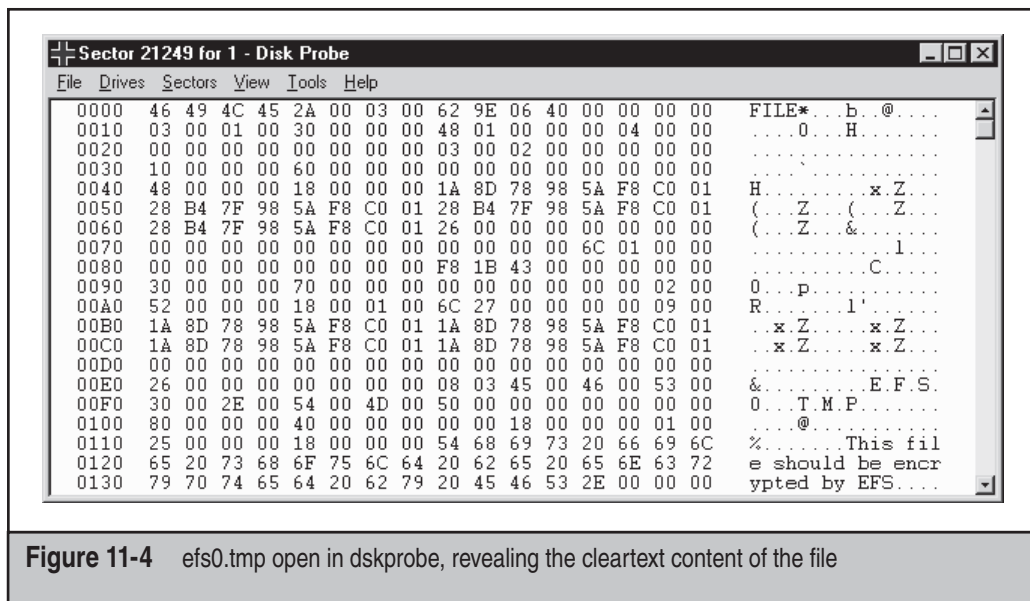 Sector 21249 for 1 - Disk Probe
File Drives Sectors View Tools Help
0000 46 49 4C 45 2A 00 03 00 62 9E 06 40 00 00 00 00 FILE*...b..@....
0010 03 00 01 00 30 00 00 00 48 01 00 00 00 04 00 00 ....0...H.......
0020 00 00 00 00 00 00 00 00 03 00 02 00 00 00 00 00 ................
0030 10 00 00 00 60 00 00 00 00 00 00 00 00 00 00 00 ....`...........
0040 48 00 00 00 18 00 00 00 1A 8D 78 98 5A F8 C0 01 H.........x.Z...
0050 28 B4 7F 98 5A F8 C0 01 28 B4 7F 98 5A F8 C0 01 (...Z...(...Z...
0060 28 B4 7F 98 5A F8 C0 01 26 00 00 00 00 00 00 00 (...Z...&.......
0070 00 00 00 00 00 00 00 00 00 00 00 00 6C 01 00 00 ............l...
0080 00 00 00 00 00 00 00 00 F8 1B 43 00 00 00 00 00 ..........C.....
0090 30 00 00 00 70 00 00 00 00 00 00 00 00 00 02 00 0...p...........
00A0 52 00 00 00 18 00 01 00 6C 27 00 00 00 00 09 00 R.......l'......
00B0 1A 8D 78 98 5A F8 C0 01 1A 8D 78 98 5A F8 C0 01 ..x.Z.....x.Z...
00C0 1A 8D 78 98 5A F8 C0 01 1A 8D 78 98 5A F8 C0 01 ..x.Z.....x.Z...
00D0 00 00 00 00 00 00 00 00 00 00 00 00 00 00 00 00 ................
00E0 26 00 00 00 00 00 00 00 08 03 45 00 46 00 53 00 &.........E.F.S.
00F0 30 00 2E 00 54 00 4D 00 50 00 00 00 00 00 00 00 0...T.M.P.......
0100 80 00 00 00 40 00 00 00 00 00 18 00 00 00 01 00 ....@...........
0110 25 00 00 00 18 00 00 00 54 68 69 73 20 66 69 6C %.......This fil
0120 65 20 73 68 6F 75 6C 64 20 62 65 20 65 6E 63 72 e should be encr
0130 79 70 74 65 64 20 62 79 20 45 46 53 2E 00 00 00 ypted by EFS....
Figure 11-4 efs0.tmp open in dskprobe, revealing the cleartext content of the file